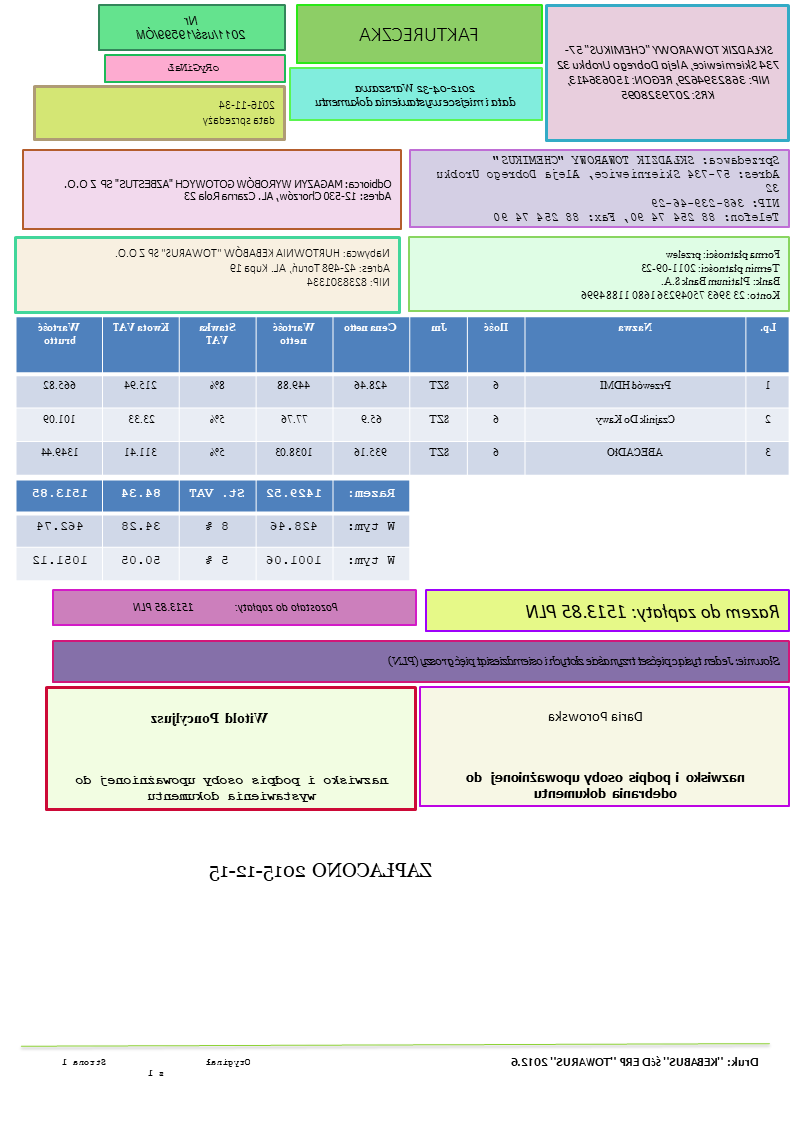 SKŁADZIK TOWAROWY "CHEMIKUS" 57-
734 Skierniewice, Aleja Dobrego Urobku 32
NIP: 3682394629, REGON: 150636413,
KRS: 2079328095
FAKTURECZKA
2012-04-32 Warszawa
data i miejsce wystawienia dokumentu
Nr
oRyGiNaŁ
2016-11-34
data sprzedaży
Sprzedawca: SKŁADZIK TOWAROWY "CHEMIKUS"
Adres: 57-734 Skierniewice, Aleja Dobrego Urobku
32
NIP: 368-239-46-29
Telefon: 88 254 74 90, Fax: 88 254 74 90
Odbiorca: MAGAZYN WYROBÓW GOTOWYCH "AZBESTUS" SP Z O.O.
Adres: 12-530 Chorzów, AL. Czarna Rola 23
Forma płatności: przelew
Termin płatności: 2011-09-23
Bank: Platinum Bank S.A.
Konto: 23 3963 7504 9236 1680 1188 4996
Nabywca: HURTOWNIA KEBABÓW "TOWARUS" SP Z O.O.
Adres: 42-498 Toruń, AL. Kupa 19
NIP: 8238301334
Lp. Nazwa Ilość Jm Cena netto Wartość netto Stawka VAT Kwota VAT Wartość brutto
1 Przewód HDMI 6 SZT 428.46 449.88 8% 215.94 665.82
2 Czajnik Do Kawy 6 SZT 65.9 77.76 5% 23.33 101.09
3 ABECADŁO 6 SZT 935.16 1038.03 5% 311.41 1349.44
Razem: 1429.52 St. VAT 84.34 1513.85
W tym: 428.46 8 % 34.28 462.74
W tym: 1001.06 5 % 50.05 1051.12
Razem do zapłaty: 1513.85 PLN
Pozostało do zapłaty: 1513.85 PLN
Słownie: Jeden tysiąc pięćset trzynaście złotych i osiemdziesiąt pięć groszy (PLN)
Daria Porowska
nazwisko i podpis osoby upoważnionej do
odebrania dokumentu
Witold Poncyljusz
nazwisko i podpis osoby upoważnionej do
wystawienia dokumentu
ZAPŁACONO 2015-12-15
Druk: "KEBABUS" ŚĆD ERP "TOWARUS" 2012.6
Oryginał
Strona 1
z 1